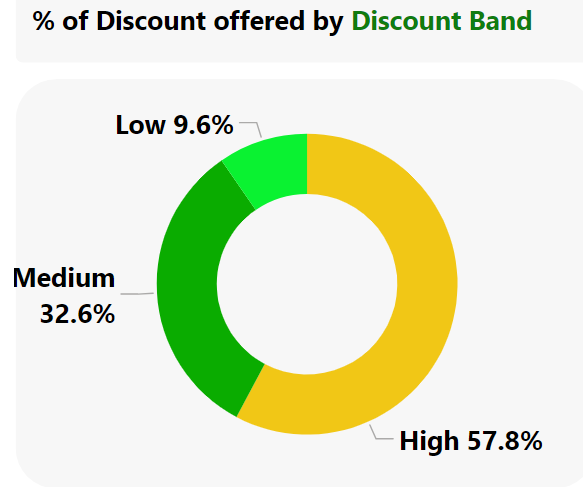 % of Discount offered by Discount Band
Low 9.6%
Medium
32.6%
High 57.8%